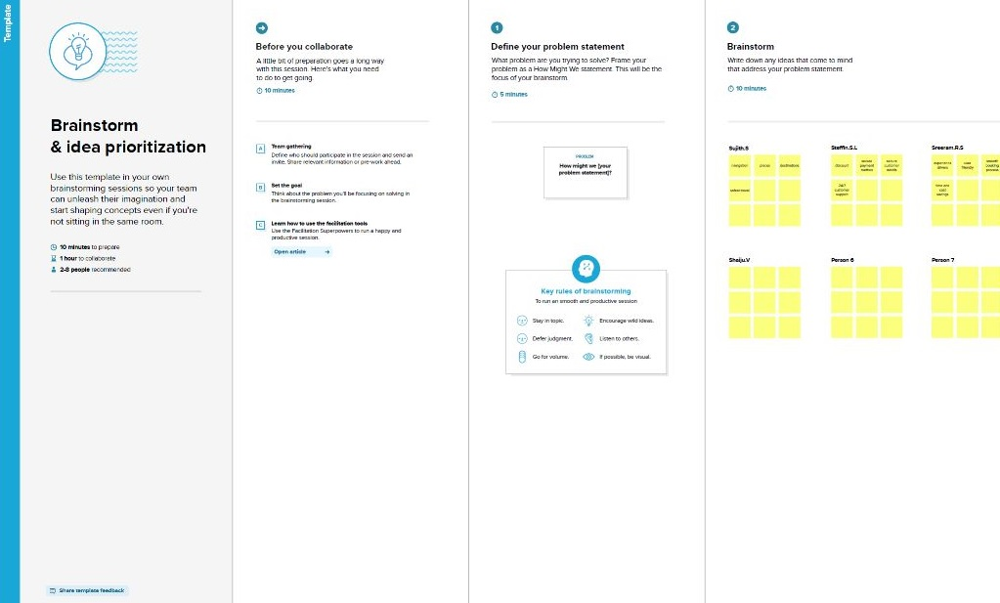 Template
Brainstorm
& idea prioritization
Use this template in your own
brainstorming sessions so your team
can unleash their imagination and
start shaping concepts even if you're
not sitting in the same room.
10 minutes to prepare
1 hour to collaborate
2-8 people recommended
Share template feedback
Before you collaborate
A little bit of preparation goes a long way
with this session. Here's what you need
to do to get going.
10 minutes
A
Team gathering
Define who should participate in the session and send an
invite. Share relevant information or pre-work ahead.
B
Set the goal
Think about the problem you'll be focusing on solving in
the brainstorming session.
C
Learn how to use the facilitation tools
Use the Facilitation Superpowers to run a happy and
productive session.
Open article
1
Define your problem statement
What problem are you trying to solve? Frame your
problem as a How Might We statement. This will be the
focus of your brainstorm.
5 minutes
PROBLEM
How might we [your
problem statement]?
Key rules of brainstorming
To run an smooth and productive session
Stay in topic.
Encourage wild ideas.
Defer judgment.
Listen to others.
Go for volume.
If possible, be visual.
2
Brainstorm
Write down any ideas that come to mind
that address your problem statement.
10 minutes
Sujith.S
navigation
prices
destinations
Steffin.S.L
discount
payment
secure
customer
details
24/7
customer
support
Sreeram.R.S
experience
drivers
user
friendly
smooth
booking
process
time and
cost
savings
Shaiju.V
Person 6
Person 7